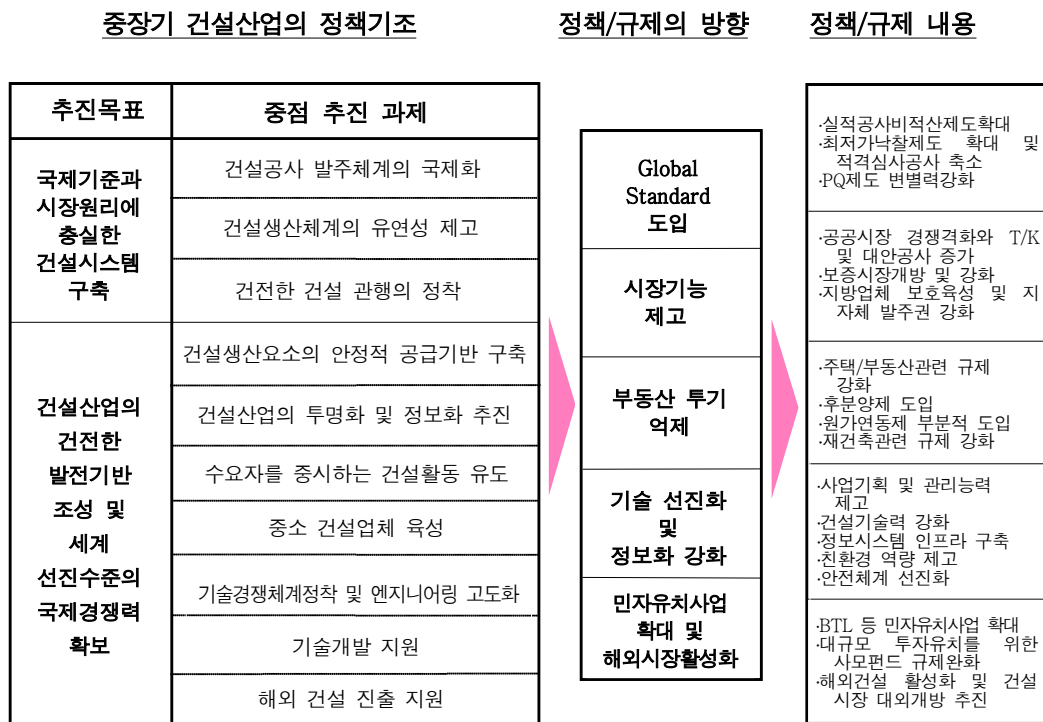 중장기 건설산업의 정책기조
정책/규제의 방향
정책/규제 내용
추진목표
중점 추진 과제
국제기준과
시장원리에
충실한
건설시스템
구축
건설공사 발주체계의 국제화
건설생산체계의 유연성 제고
건전한 건설 관행의 정착
건설산업의
건전한
발전기반
조성 및
세계
선진수준의
국제경쟁력
확보
건설생산요소의 안정적 공급기반 구축
건설산업의 투명화 및 정보화 추진
수요자를 중시하는 건설활동 유도
중소 건설업체 육성
기술경쟁체계정착 및 엔지니어링 고도화
기술개발 지원
해외 건설 진출 지원
Global
Standard
도입
시장기능
제고
부동산 투기
억제
기술 선진화
및
정보화 강화
민자유치사업
확대 및
해외시장활성화
·실적공사비적산제도확대
·최저가낙찰제도 확대 및
적격심사공사 축소
·PQ제도 변별력강화
·공공시장 경쟁격화와 T/K
및 대안공사 증가
·보증시장개방 및 강화
·지방업체 보호육성 및 지
자체 발주권 강화
·주택/부동산관련 규제
강화
·후분양제 도입
·원가연동제 부분적 도입
·재건축관련 규제 강화
·사업기획 및 관리능력
제고
·건설기술력 강화
·정보시스템 인프라 구축
·친환경 역량 제고
·안전체계 선진화
·BTL 등 민자유치사업 확대
·대규모 투자유치를 위한
사모펀드 규제완화
·해외건설 활성화 및 건설
시장 대외개방 추진